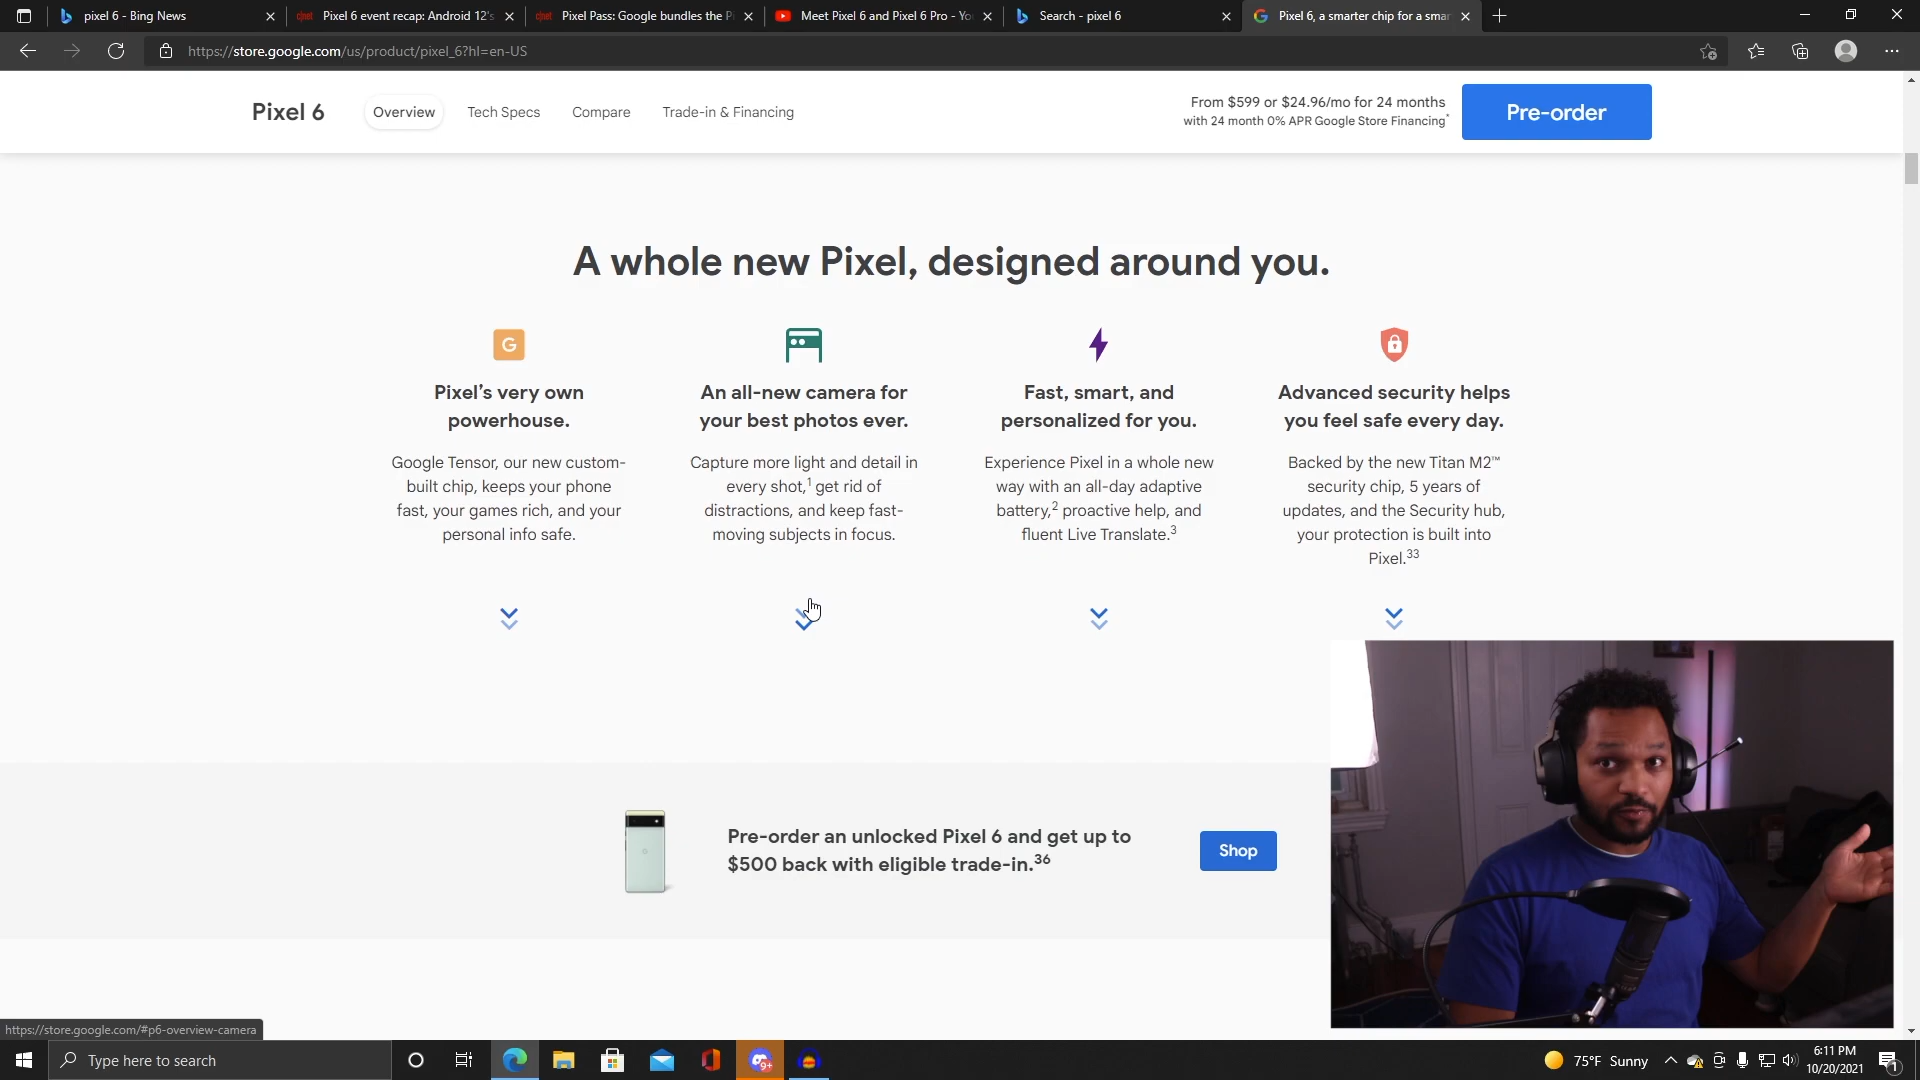 pixel 6 - Bing News
cnet
Pixel 6 event recap: Android 12's
cnet
Pixel Pass: Google bundles the P
Meet Pixel 6 and Pixel 6 Pro - Yo
Search - pixel 6
Pixel 6, a smarter chip for a smar
https://store.google.com/us/product/pixel_6?hl=en-US
Pixel 6
Overview
Tech Specs
Compare
Trade-in & Financing
From $599 or $24.96/mo for 24 months
with 24 month 0% APR Google Store Financing*
Pre-order
A whole new Pixel, designed around you.
G
Pixel’s very own
powerhouse.
Google Tensor, our new custom-
built chip, keeps your phone
fast, your games rich, and your
personal info safe.
An all-new camera for
your best photos ever.
Capture more light and detail in
every shot,1 get rid of
distractions, and keep fast-
moving subjects in focus.
Fast, smart, and
personalized for you.
Experience Pixel in a whole new
way with an all-day adaptive
battery,2 proactive help, and
fluent Live Translate.3
Advanced security helps
you feel safe every day.
Backed by the new Titan M2™
security chip, 5 years of
updates, and the Security hub,
your protection is built into
Pixel.33
Pre-order an unlocked Pixel 6 and get up to
$500 back with eligible trade-in.36
Shop
https://store.google.com/#p6-overview-camera
Type here to search
9+
75°F Sunny
6:11 PM
10/20/2021
1